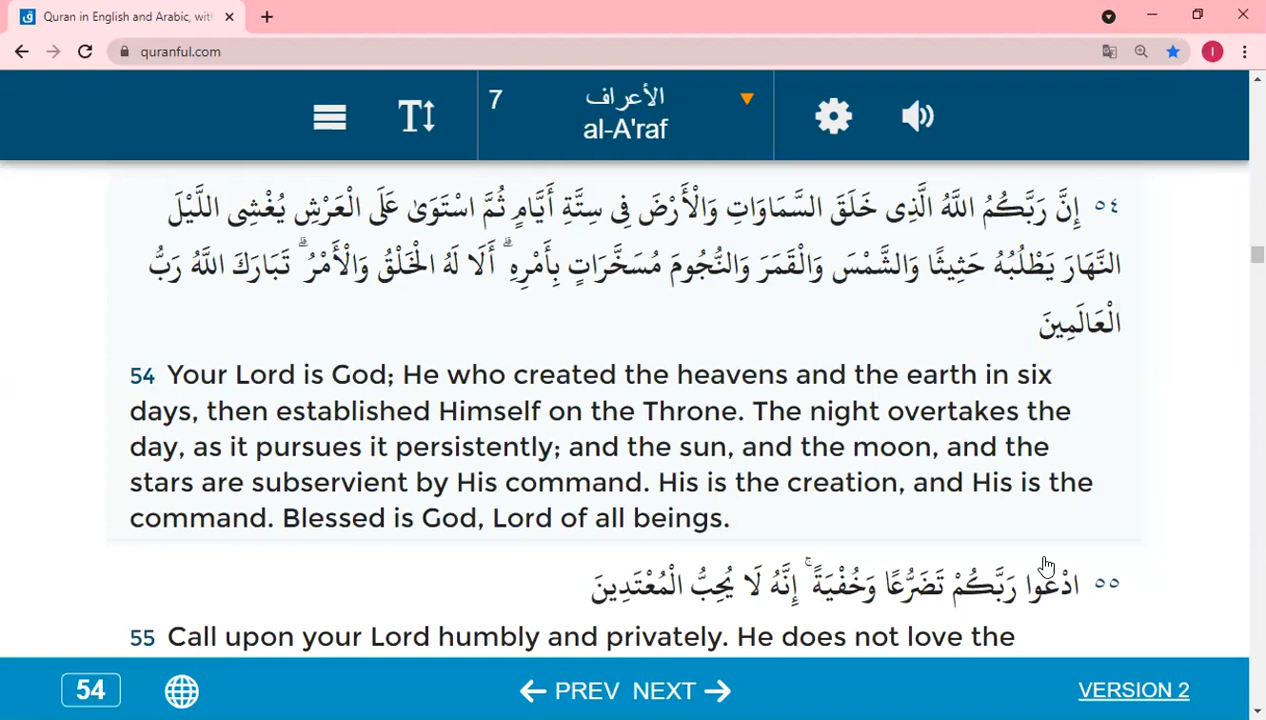 Quran in English and Arabic, with
quranful.com
7
الأعراف
al-A'raf
٥٤ إِنَّ رَبَّكُمُ اللَّهُ الَّذِى خَلَقَ السَّمَاوَاتِ وَالْأَرْضَ فِى سِتَّةِ أَيَّامٍ ثُمَّ اسْتَوَىٰ عَلَى الْعَرْشِ يُغْشِى اللَّيْلَ
النَّهَارَ يَطْلُبُهُ حَثِيثًا وَالشَّمْسَ وَالْقَمَرَ وَالنُّجُومَ مُسَخَّرَاتٍ بِأَمْرِهِ ۗ أَلَا لَهُ الْخَلْقُ وَالْأَمْرُ ۗ تَبَارَكَ اللَّهُ رَبُّ
الْعَالَمِينَ
54 Your Lord is God; He who created the heavens and the earth in six
days, then established Himself on the Throne. The night overtakes the
day, as it pursues it persistently; and the sun, and the moon, and the
stars are subservient by His command. His is the creation, and His is the
command. Blessed is God, Lord of all beings.
٥٥ ادْعُوا رَبَّكُمْ تَضَرُّعًا وَخُفْيَةً ۚ إِنَّهُ لَا يُحِبُّ الْمُعْتَدِينَ
55 Call upon your Lord humbly and privately. He does not love the
54
PREV NEXT
VERSION 2